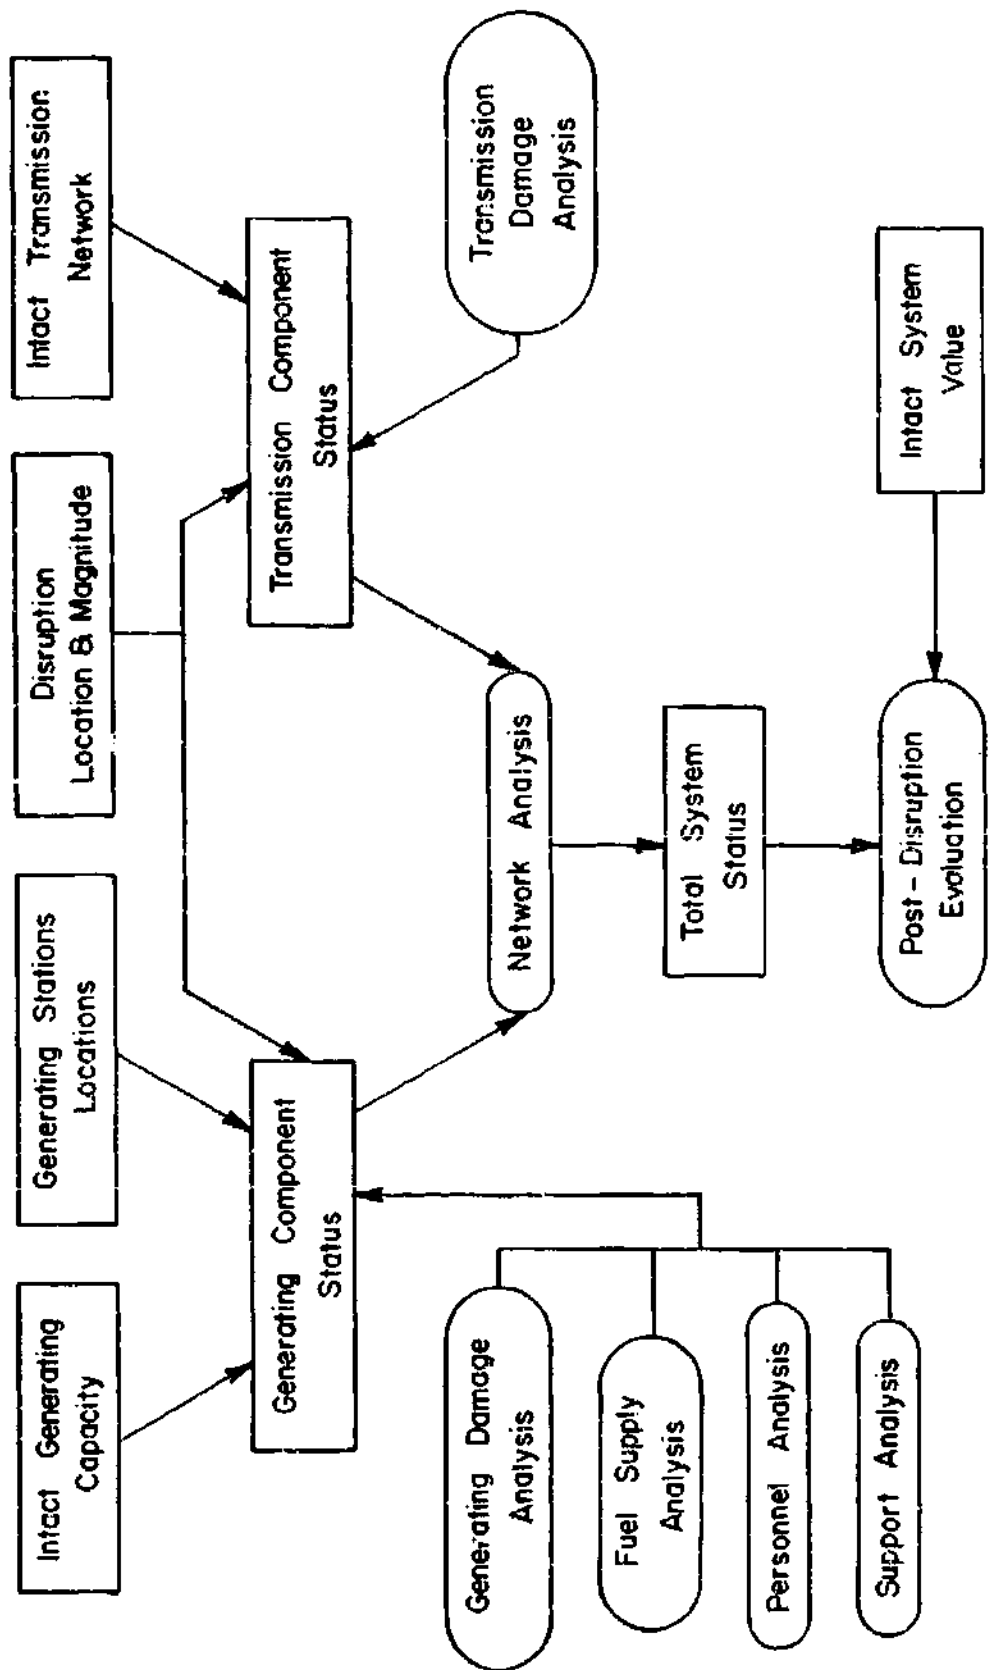 Intact Generating
Capacity
Generating Stations
Locations
Disruption
Location & Magnitude
Intact Transmission
Network
Generating Component
Status
Transmission Component
Status
Generating Damage
Analysis
Fuel Supply
Analysis
Personnel Analysis
Support Analysis
Network Analysis
Transmission
Damage
Analysis
Total System
Status
Post-Disruption
Evaluation
Intact System
Value